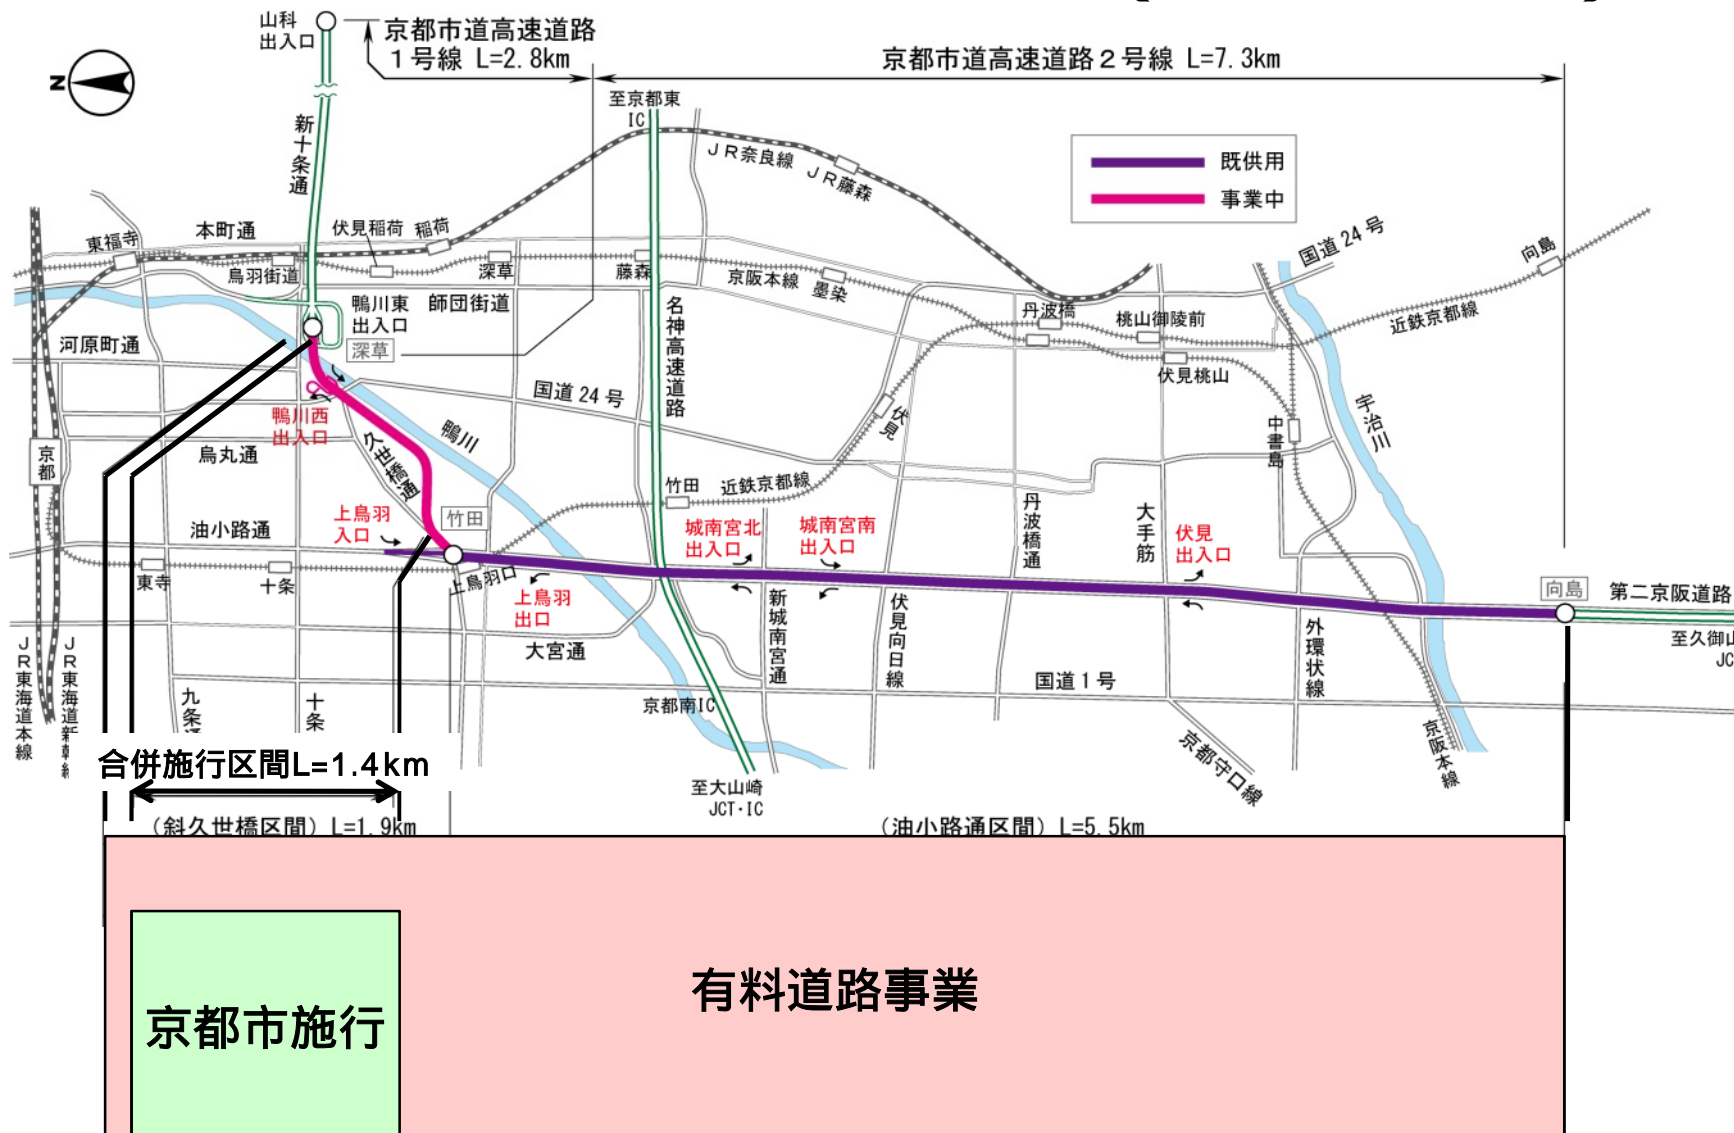 山科
出入口
京都市道高速道路
1号線 L=2.8km
京都市道高速道路２号線 L=7.3km
N
至京都東
IC
新十条通
ＪＲ奈良線
ＪＲ藤森
既供用
事業中
本町通
伏見稲荷
稲荷
東福寺
鳥羽街道
深草
藤森
京阪本線
墨染
国道24号
向島
近鉄京都線
鴨川東
出入口
師団街道
深草
河原町通
名神高速道路
丹波橋
桃山御陵前
伏見桃山
国道24号
鴨川西
出入口
鴨川
久世橋通
伏見
中書島
宇治川
京都
烏丸通
竹田
近鉄京都線
油小路通
上鳥羽
入口
竹田
城南宮北
出入口
城南宮南
出入口
丹波橋通
大手筋
伏見
出入口
東寺
十条
上鳥羽口
上鳥羽
出口
新城南宮通
伏見向日線
向島
第二京阪道路
至久御山
JC
外環状線
大宮通
国道１号
京都南IC
ＪＲ東海道本線
ＪＲ東海道新幹線
九条通
十条
京都守口線
京阪本線
合併施行区間L=1.4km
至大山崎
JCT・IC
（斜久世橋区間）L=1.9km
（油小路通区間）L=5.5km
有料道路事業
京都市施行